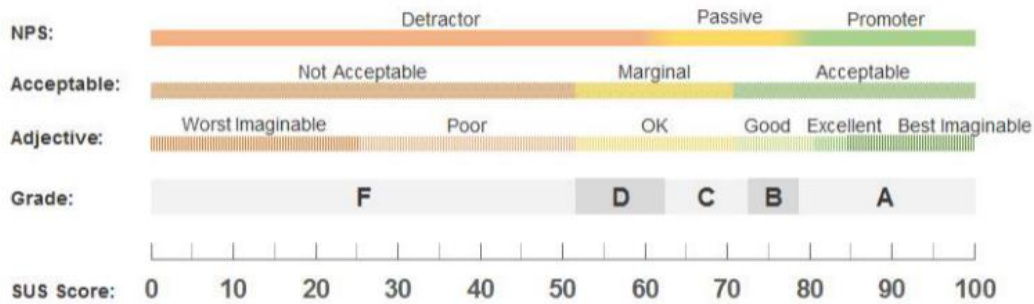 Detractor Passive Promoter
NPS:
Not Acceptable Marginal Acceptable
Acceptable:
Worst Imaginable Poor OK Good Excellent Best Imaginable
Adjective:
Grade: F D C B A
SUS Score: 0 10 20 30 40 50 60 70 80 90 100